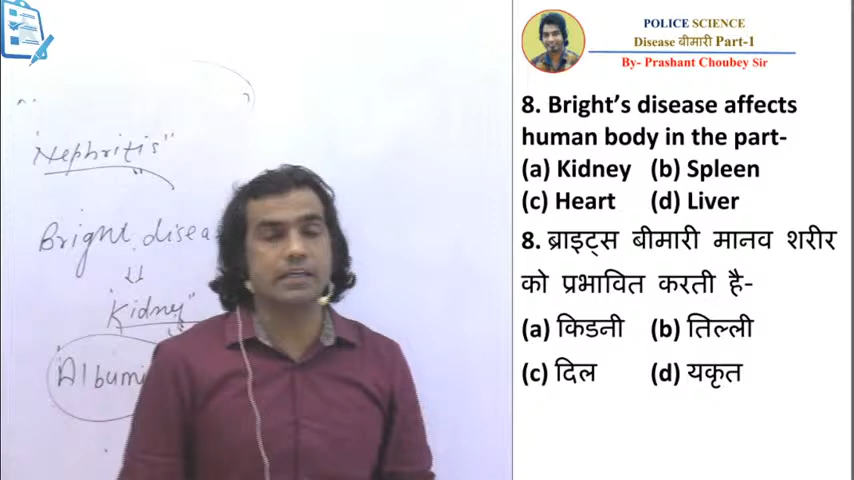 "Nephritis"
Bright disea
Kidney"
Albumi
POLICE SCIENCE
Disease बीमारी Part-1
By- Prashant Choubey Sir
8. Bright's disease affects
human body in the part-
(a) Kidney (b) Spleen
(c) Heart (d) Liver
8. ब्राइट्स बीमारी मानव शरीर
को प्रभावित करती है-
(a) किडनी (b) तिल्ली
(c) दिल (d) यकृत